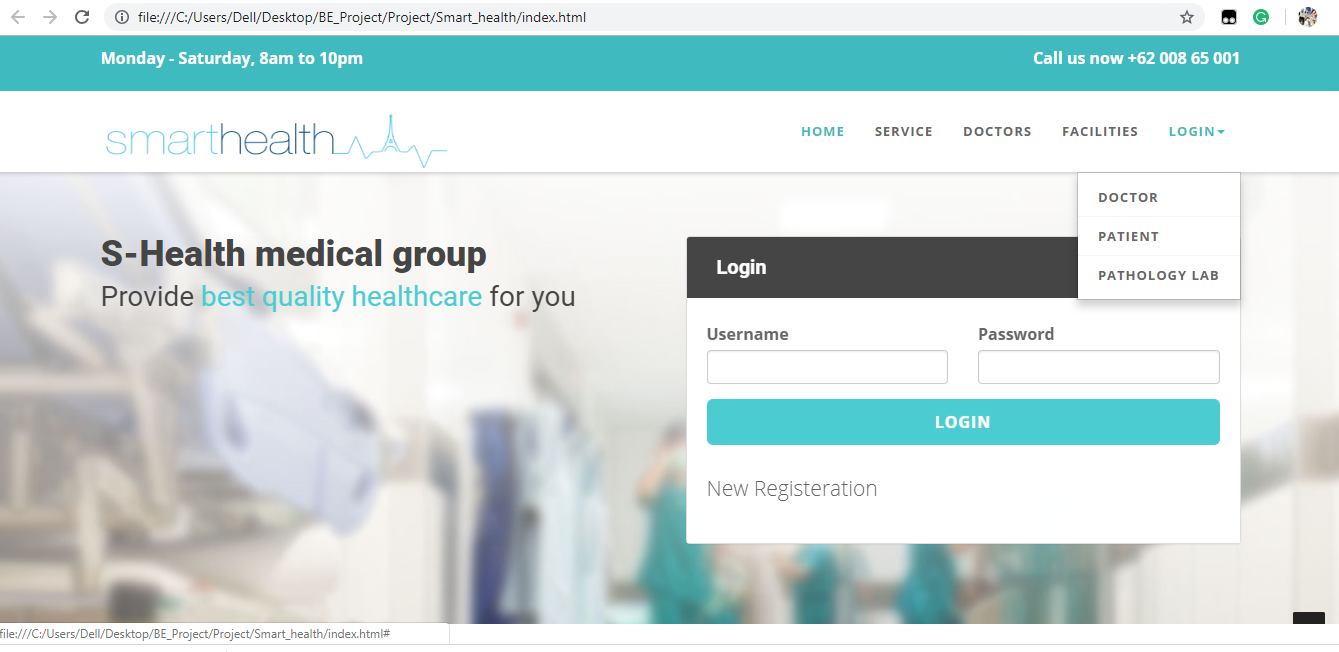 file:///C:/Users/Dell/Desktop/BE_Project/Project/Smart_health/index.html
Monday - Saturday, 8am to 10pm
Call us now +62 008 65 001
smarthealth
HOME SERVICE DOCTORS FACILITIES LOGIN
DOCTOR
PATIENT
PATHOLOGY LAB
S-Health medical group
Provide best quality healthcare for you
Login
Username Password
LOGIN
New Registeration
file:///C:/Users/Dell/Desktop/BE_Project/Project/Smart_health/index.html#